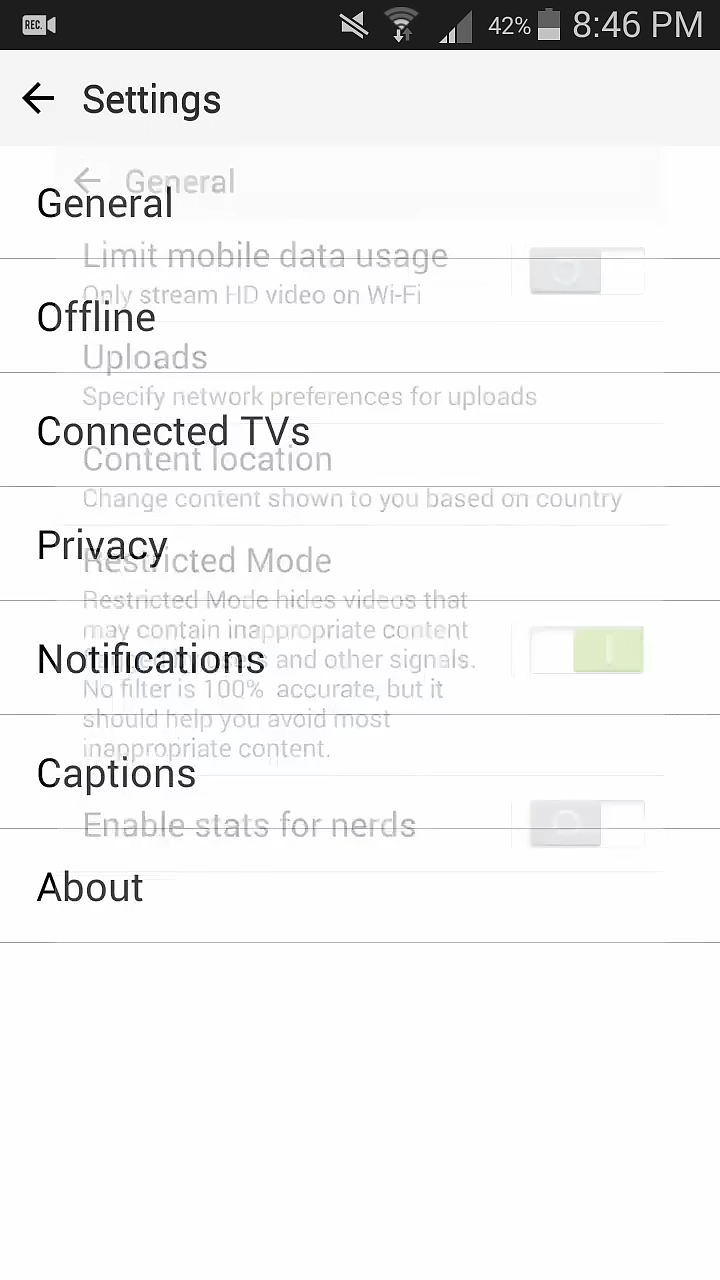 REC.
42% 8:46 PM
Settings
General
General
Limit mobile data usage
Only stream HD video on Wi-Fi
Offline
Uploads
Specify network preferences for uploads
Connected TVs
Content location
Change content shown to you based on country
Privacy
Restricted Mode
Restricted Mode hides videos that
may contain inappropriate content
Notifications
and other signals.
No filter is 100% accurate, but it
should help you avoid most
inappropriate content.
Captions
Enable stats for nerds
About